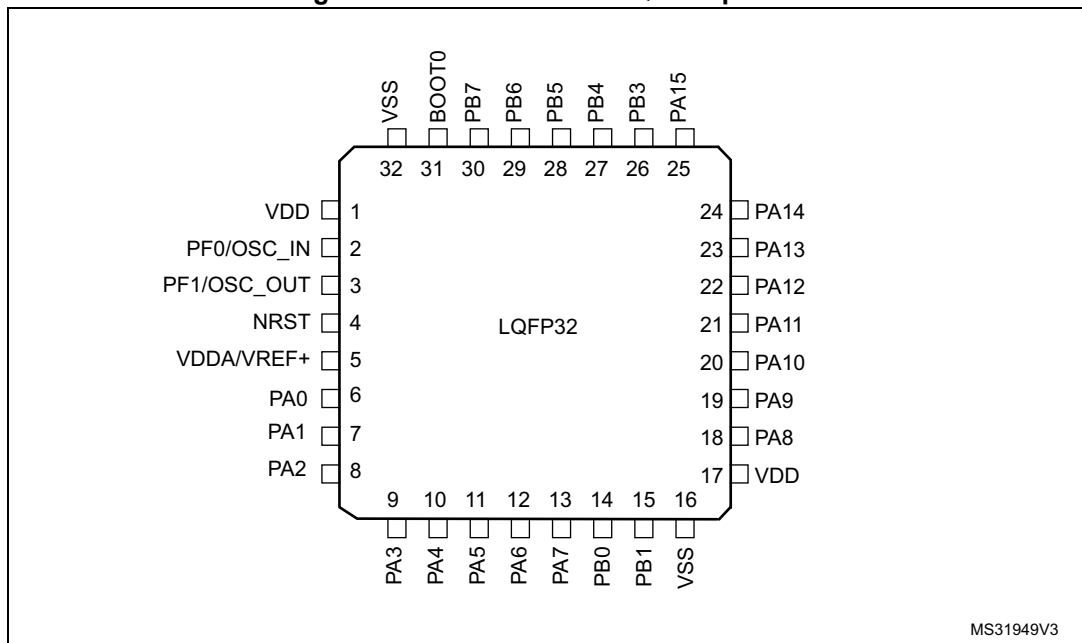 VSS
BOOT0
PB7
PB6
PB5
PB4
PB3
PA15
32 31 30 29 28 27 26 25
VDD 1 24 PA14
PF0/OSC_IN 2 23 PA13
PF1/OSC_OUT 3 22 PA12
NRST 4 LQFP32 21 PA11
VDDA/VREF+ 5 20 PA10
PA0 6 19 PA9
PA1 7 18 PA8
PA2 8 17 VDD
9 10 11 12 13 14 15 16
PA3
PA4
PA5
PA6
PA7
PB0
PB1
VSS
MS31949V3